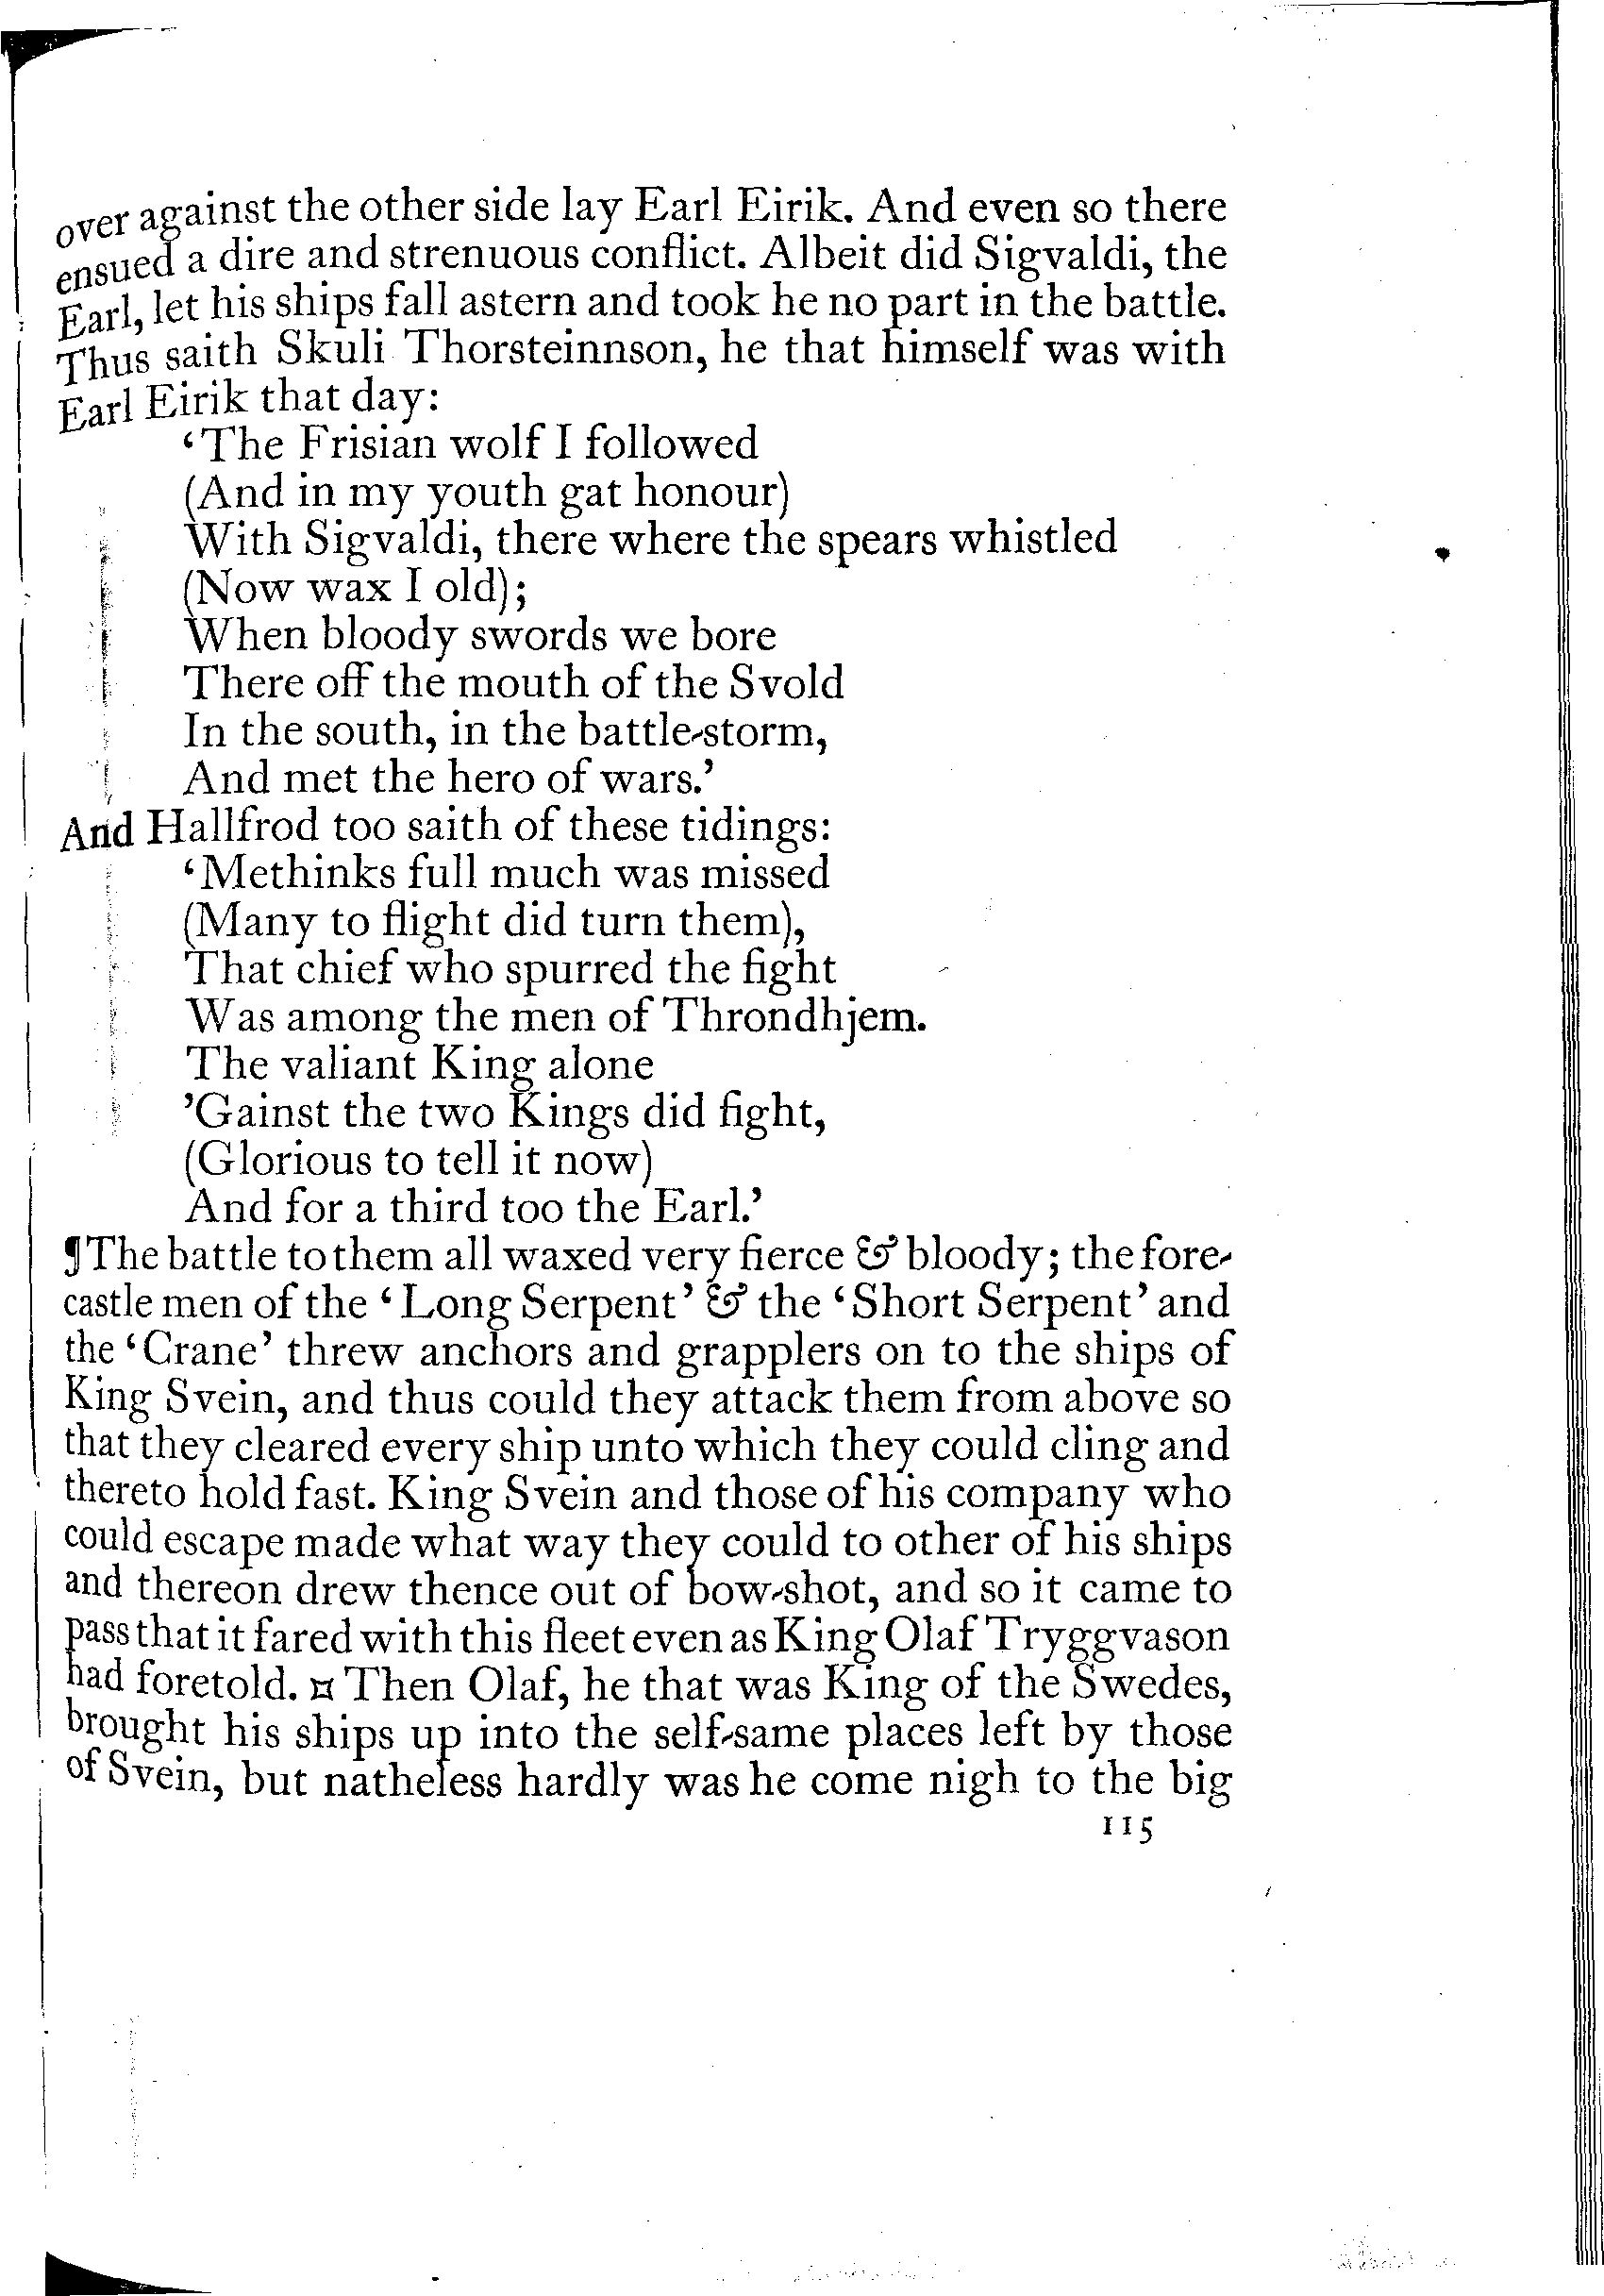 over against the other side lay Earl Eirik. And even so there
ensued a dire and strenuous conflict. Albeit did Sigvaldi, the
Earl, let his ships fall astern and took he no part in the battle.
Thus saith Skuli Thorsteinnson, he that himself was with
Earl Eirik that day:
‘The Frisian wolf I followed
(And in my youth gat honour)
With Sigvaldi, there where the spears whistled
(Now wax I old);
When bloody swords we bore
There off the mouth of the Svold
In the south, in the battle-storm,
And met the hero of wars.’
And Hallfrod too saith of these tidings:
‘Methinks full much was missed
(Many to flight did turn them),
That chief who spurred the fight
Was among the men of Throndhjem.
The valiant King alone
’Gainst the two Kings did fight,
(Glorious to tell it now)
And for a third too the Earl.’
¶The battle to them all waxed very fierce & bloody; the fore-
castle men of the ‘Long Serpent’ & the ‘Short Serpent’ and
the ‘Crane’ threw anchors and grapplers on to the ships of
King Svein, and thus could they attack them from above so
that they cleared every ship unto which they could cling and
thereto hold fast. King Svein and those of his company who
could escape made what way they could to other of his ships
and thereon drew thence out of bow-shot, and so it came to
pass that it fared with this fleet even as King Olaf Tryggvason
had foretold. ¤ Then Olaf, he that was King of the Swedes,
brought his ships up into the self-same places left by those
of Svein, but natheless hardly was he come nigh to the big
115